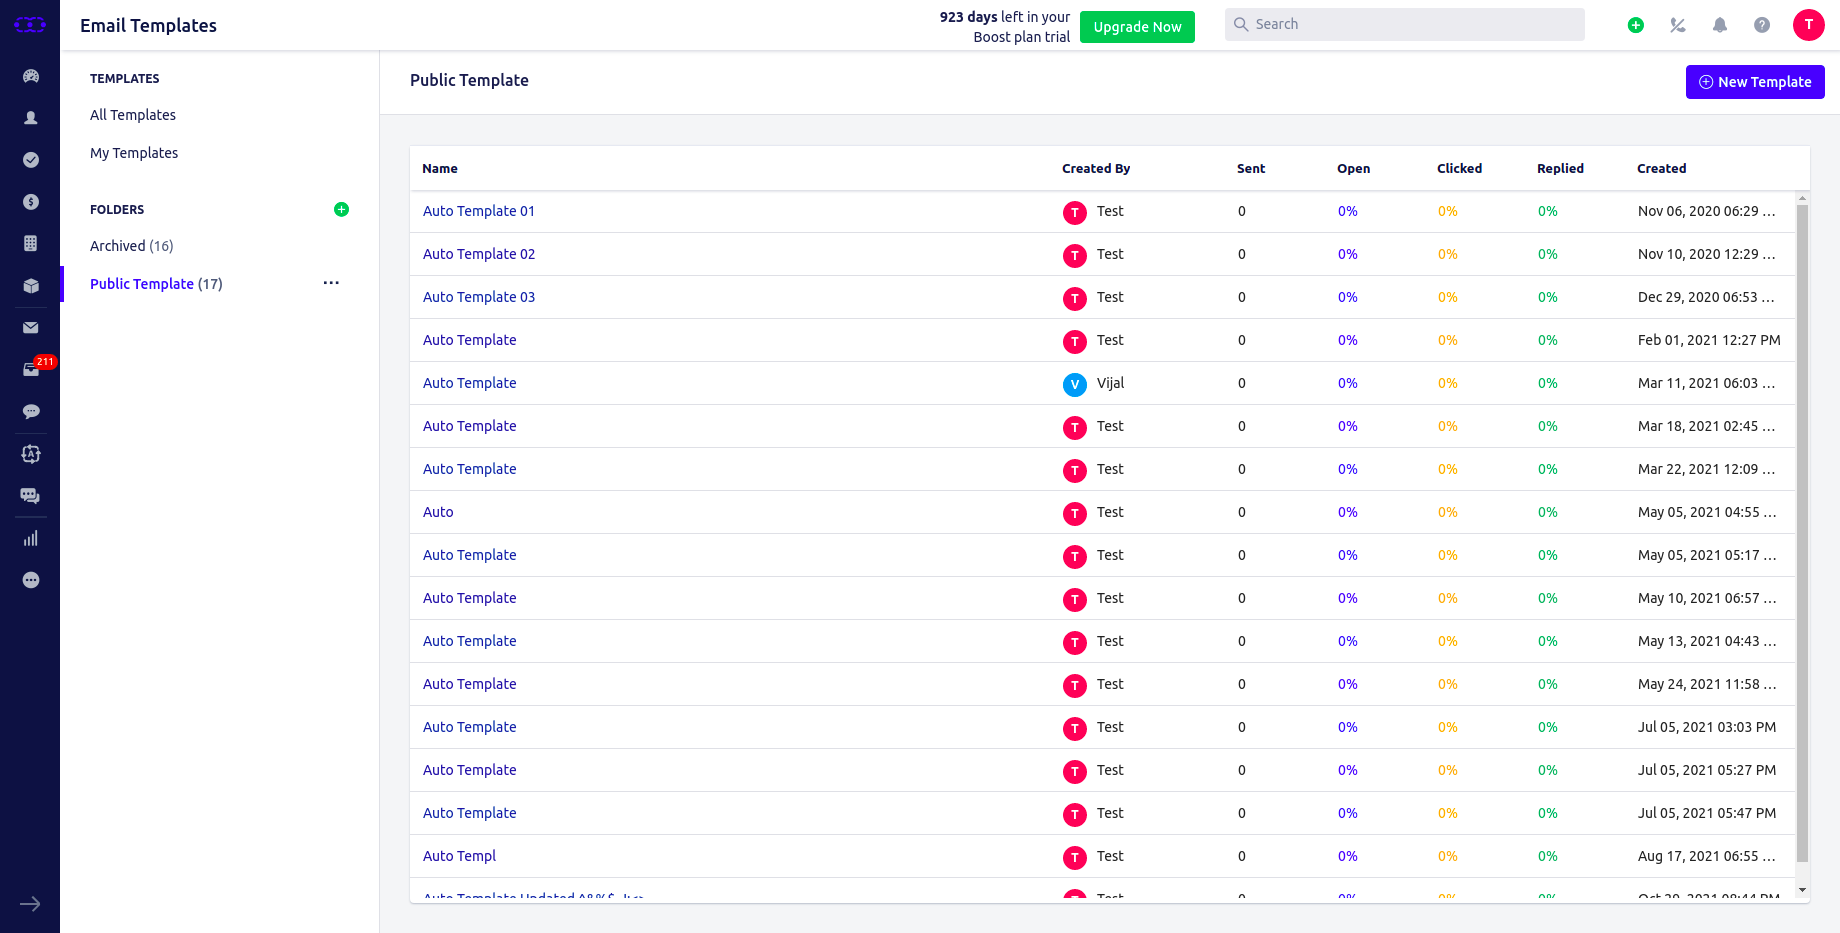 Email Templates
923 days left in your
Boost plan trial
Upgrade Now
Search
T
TEMPLATES
All Templates
My Templates
FOLDERS
Archived (16)
Public Template (17)
211
Public Template
New Template
Name Created By Sent Open Clicked Replied Created
Auto Template 01 T Test 0 0% 0% 0% Nov 06, 2020 06:29 ...
Auto Template 02 T Test 0 0% 0% 0% Nov 10, 2020 12:29 ...
Auto Template 03 T Test 0 0% 0% 0% Dec 29, 2020 06:53 ...
Auto Template T Test 0 0% 0% 0% Feb 01, 2021 12:27 PM
Auto Template V Vijal 0 0% 0% 0% Mar 11, 2021 06:03 ...
Auto Template T Test 0 0% 0% 0% Mar 18, 2021 02:45 ...
Auto Template T Test 0 0% 0% 0% Mar 22, 2021 12:09 ...
Auto T Test 0 0% 0% 0% May 05, 2021 04:55 ...
Auto Template T Test 0 0% 0% 0% May 05, 2021 05:17 ...
Auto Template T Test 0 0% 0% 0% May 10, 2021 06:57 ...
Auto Template T Test 0 0% 0% 0% May 13, 2021 04:43 ...
Auto Template T Test 0 0% 0% 0% May 24, 2021 11:58 ...
Auto Template T Test 0 0% 0% 0% Jul 05, 2021 03:03 PM
Auto Template T Test 0 0% 0% 0% Jul 05, 2021 05:27 PM
Auto Template T Test 0 0% 0% 0% Jul 05, 2021 05:47 PM
Auto Templ T Test 0 0% 0% 0% Aug 17, 2021 06:55 ...
Auto Template Updated Test 0 0% 0% 0%